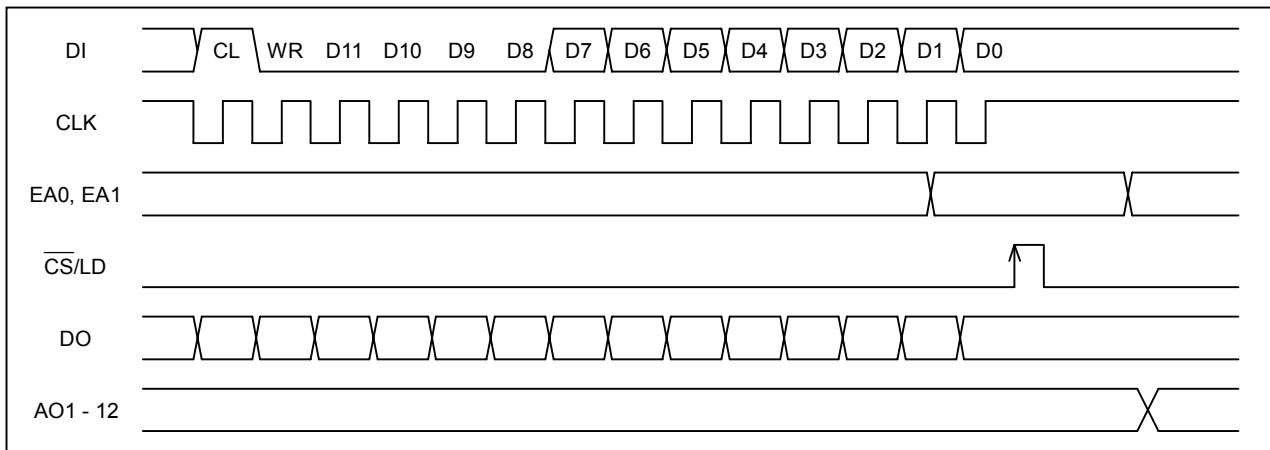 DI CL WR D11 D10 D9 D8 D7 D6 D5 D4 D3 D2 D1 D0
CLK
EA0, EA1
C̅S̅/LD
DO
AO1 - 12